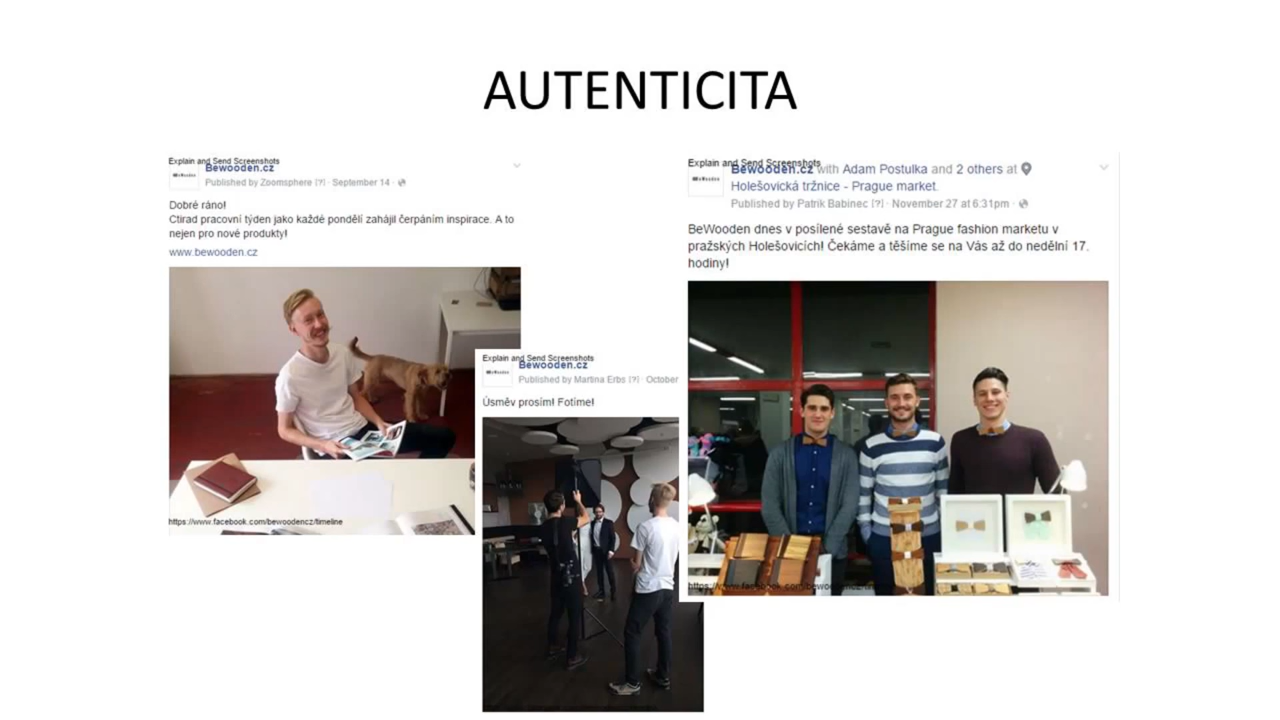 AUTENTICITA
Explain and Send Screenshots
Bewooden.cz
Published by Zoomsphere [?] · September 14 ·
Dobré ráno!
Ctirad pracovní týden jako každé pondělí zahájil čerpáním inspirace. A to
nejen pro nové produkty!
www.bewooden.cz
https://www.facebook.com/bewoodencz/timeline
Explain and Send Screenshots
Bewooden.cz
Published by Martina Erbs [?] · October
Úsměv prosím! Fotíme!
Explain and Send Screenshots
Bewooden.cz with Adam Postulka and 2 others at
Holešovická tržnice - Prague market.
Published by Patrik Babinec [?] · November 27 at 6:31pm ·
BeWooden dnes v posílené sestavě na Prague fashion marketu v
pražských Holešovicích! Čekáme a těšíme se na Vás až do nedělní 17.
hodiny!